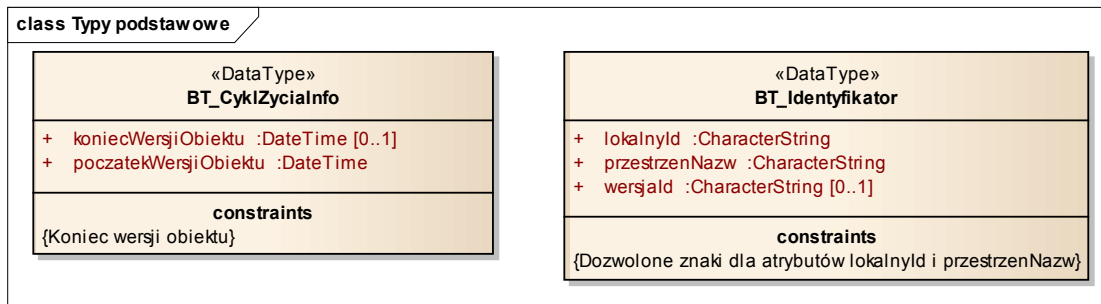 class Typy podstawowe
«DataType»
BT_CyklZyciaInfo
+ koniecWersjiObiektu :DateTime [0..1]
+ poczatekWersjiObiektu :DateTime
constraints
{Koniec wersji obiektu}
«DataType»
BT_Identyfikator
+ lokalnyId :CharacterString
+ przestrzenNazw :CharacterString
+ wersjaId :CharacterString [0..1]
constraints
{Dozwolone znaki dla atrybutów lokalnyId i przestrzenNazw}